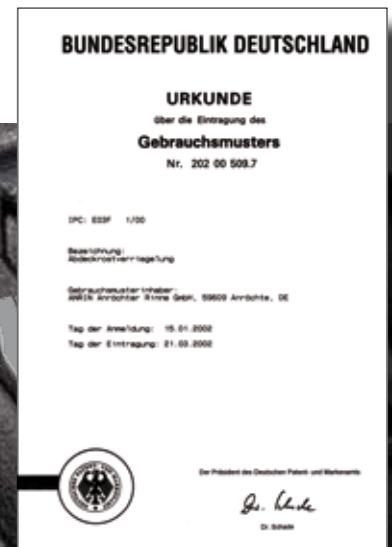 BUNDESREPUBLIK DEUTSCHLAND
URKUNDE
über die Eintragung des
Gebrauchsmusters
Nr. 202 00 509.7
IPC: E03F 1/00
Bezeichnung:
Abdeckrostverriegelung
Gebrauchsmusterinhaber:
ANRIN Anröchter Rinne GmbH, 59609 Anröchte, DE
Tag der Anmeldung: 15.01.2002
Tag der Eintragung: 21.03.2002
Der Präsident des Deutschen Patent- und Markenamts
Dr. Schade